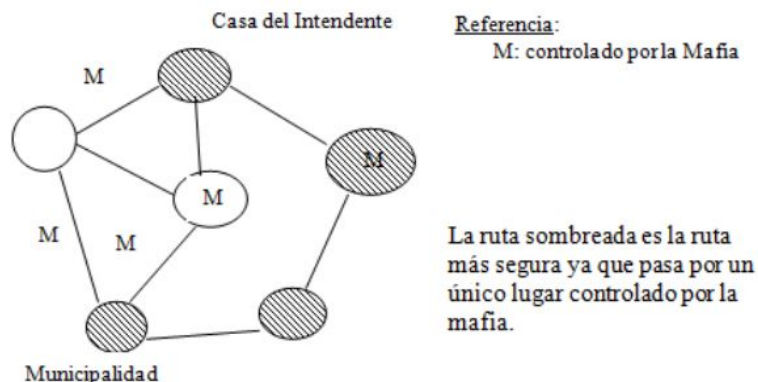 Casa del Intendente
Referencia:
M: controlado por la Mafia
M
M
M
M
M
La ruta sombreada es la ruta
más segura ya que pasa por un
único lugar controlado por la
mafia.
Municipalidad